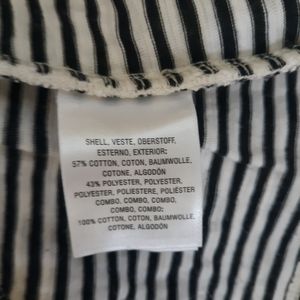 SHELL, VESTE, OBERSTOFF,
ESTERNO, EXTERIOR:
57% COTTON, COTON, BAUMWOLLE,
COTONE, ALGODÓN
43% POLYESTER, POLYESTER,
POLYESTER, POLIESTERE, POLIÉSTER
COMBO, COMBO, COMBO,
COMBO, COMBO:
100% COTTON, COTON, BAUMWOLLE,
COTONE, ALGODÓN